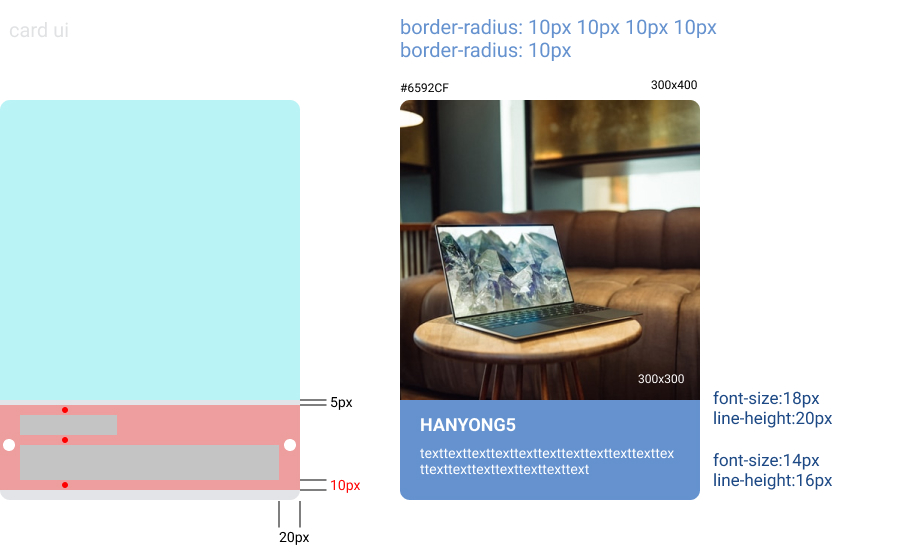 card ui
border-radius: 10px 10px 10px 10px
border-radius: 10px
#6592CF
300x400
300x300
5px
HANYONG5
texttexttexttexttexttexttexttexttexttexttex
ttexttexttexttexttexttexttext
10px
20px
font-size:18px
line-height:20px
font-size:14px
line-height:16px